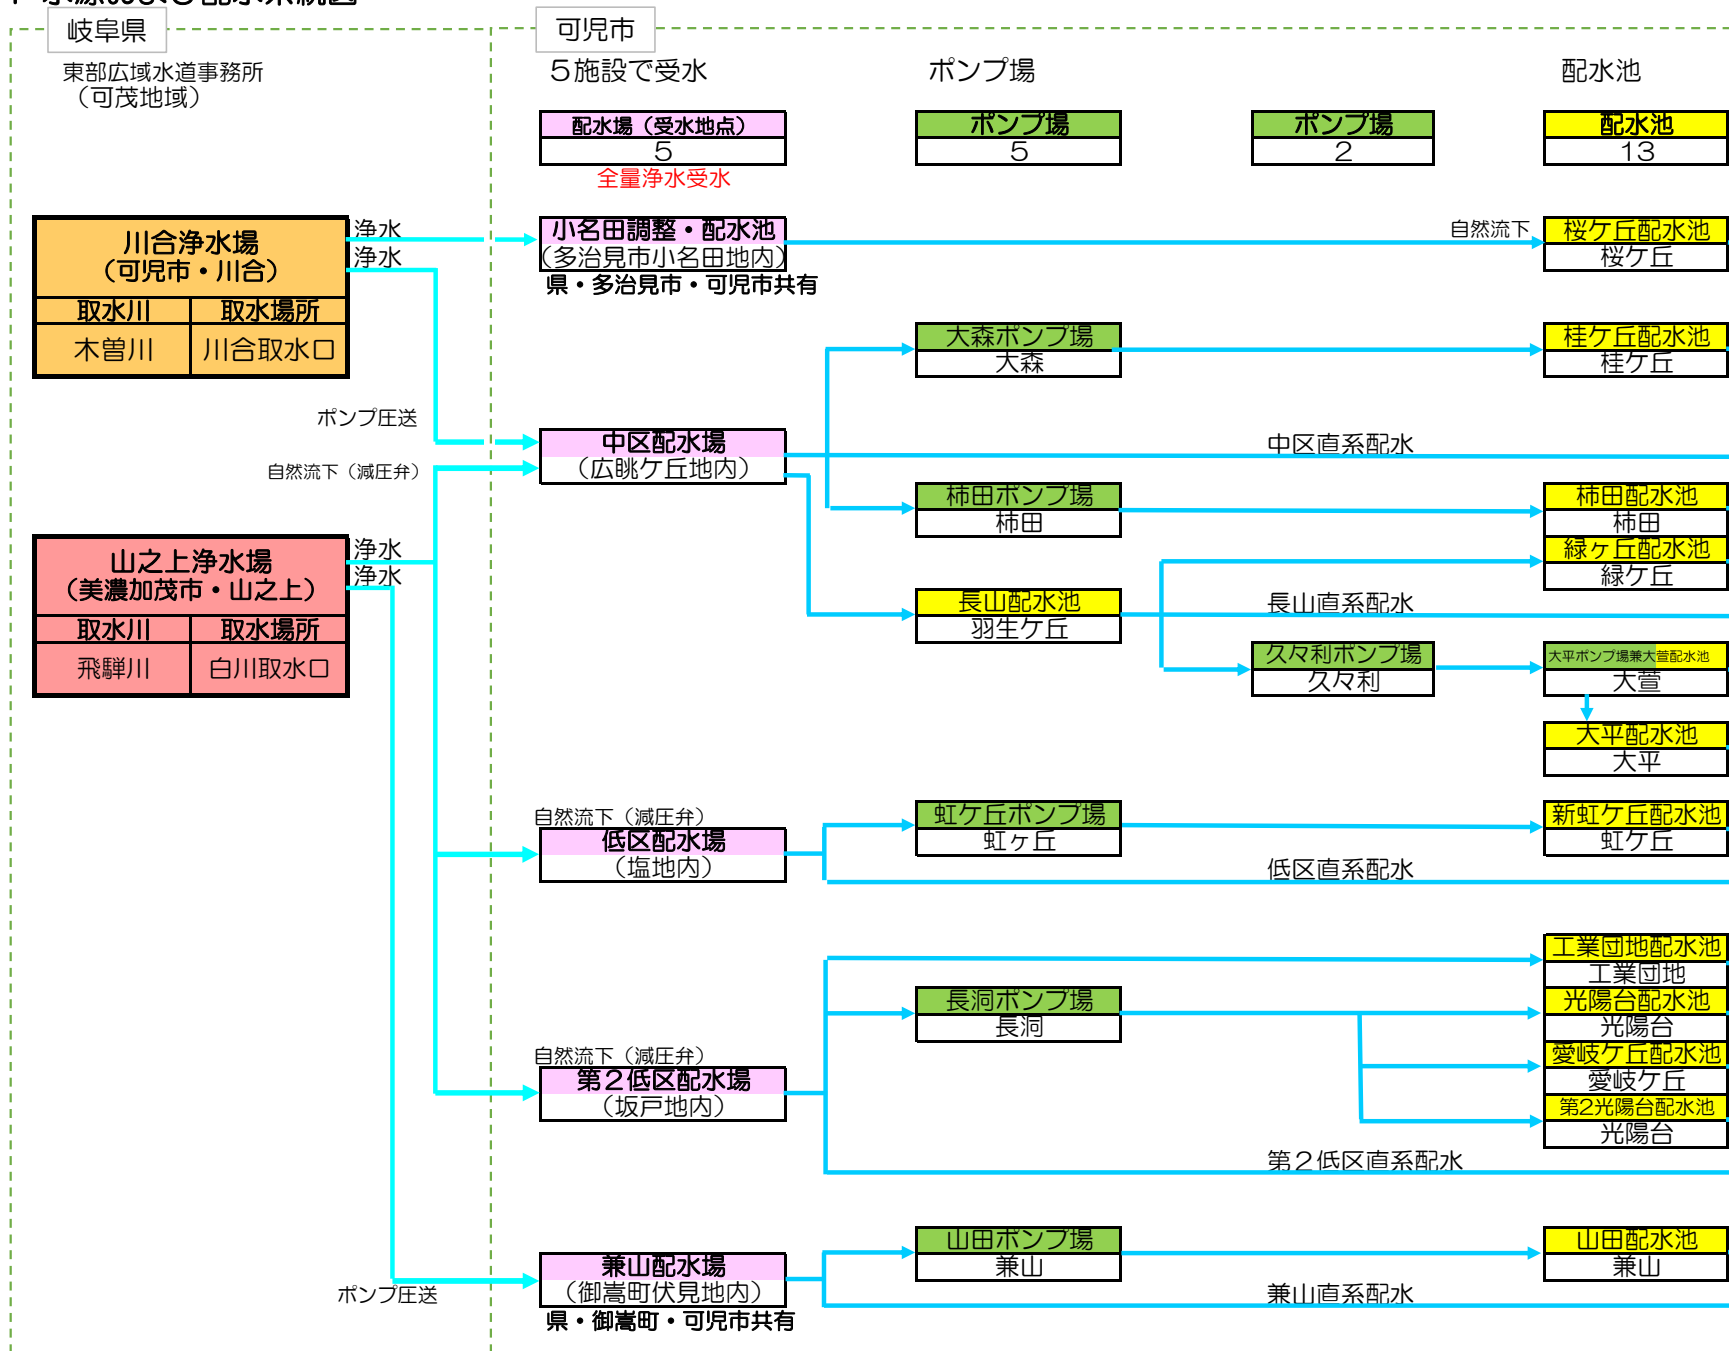 岐阜県
可児市
東部広域水道事務所
（可茂地域）
５施設で受水
ポンプ場
配水池
配水場（受水地点）
5
全量浄水受水
ポンプ場
5
ポンプ場
2
配水池
13
川合浄水場
（可児市・川合）
取水川
取水場所
木曽川
川合取水口
浄水
浄水
小名田調整・配水池
（多治見市小名田地内）
県・多治見市・可児市共有
自然流下
桜ケ丘配水池
桜ケ丘
大森ポンプ場
大森
桂ケ丘配水池
桂ケ丘
ポンプ圧送
自然流下（減圧弁）
中区配水場
（広眺ケ丘地内）
中区直系配水
柿田ポンプ場
柿田
柿田配水池
柿田
緑ヶ丘配水池
緑ケ丘
山之上浄水場
（美濃加茂市・山之上）
取水川
取水場所
飛騨川
白川取水口
浄水
浄水
長山配水池
羽生ケ丘
長山直系配水
久々利ポンプ場
久々利
大平ポンプ場兼大萱配水池
大萱
大平配水池
大平
自然流下（減圧弁）
低区配水場
（塩地内）
虹ケ丘ポンプ場
虹ヶ丘
新虹ケ丘配水池
虹ケ丘
低区直系配水
工業団地配水池
工業団地
長洞ポンプ場
長洞
光陽台配水池
光陽台
愛岐ケ丘配水池
愛岐ケ丘
第2光陽台配水池
光陽台
自然流下（減圧弁）
第２低区配水場
（坂戸地内）
第２低区直系配水
山田ポンプ場
兼山
山田配水池
兼山
ポンプ圧送
兼山配水場
（御嵩町伏見地内）
県・御嵩町・可児市共有
兼山直系配水